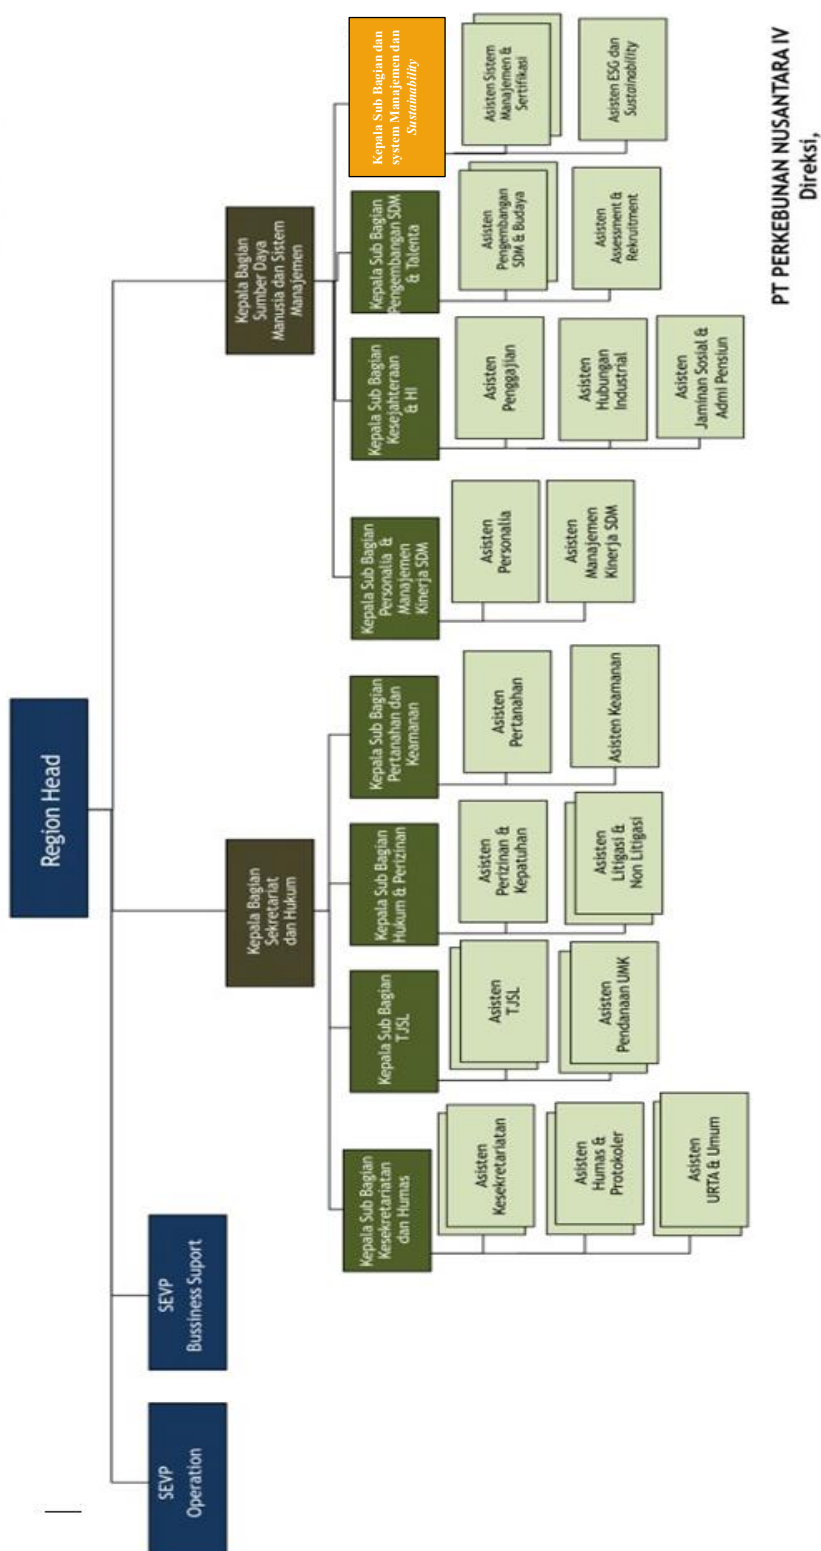 Region Head
SEVP
Operation
SEVP
Bussiness Suport
Kepala Bagian
Sekretariat
dan Hukum
Kepala Bagian
Sumber Daya
Manusia dan Sistem
Manajemen
Kepala Sub Bagian
Kesekretariatan
dan Humas
Asisten
Kesekretariatan
Asisten
Humas &
Protokoler
Asisten
URTA & Umum
Kepala Sub Bagian
TJSL
Asisten
TJSL
Asisten
Pendanaan UMK
Kepala Sub Bagian
Hukum & Perizinan
Asisten
Perizinan &
Kepatuhan
Asisten
Litigasi &
Non Litigasi
Kepala Sub Bagian
Pertanahan dan
Keamanan
Asisten
Pertanahan
Asisten Keamanan
Kepala Sub Bagian
Personalia &
Manajemen
Kinerja SDM
Asisten
Personalia
Asisten
Manajemen
Kinerja SDM
Kepala Sub Bagian
Kesejahteraan
& HI
Asisten
Penggajian
Asisten
Hubungan
Industrial
Asisten
Jaminan Sosial &
Admi Pensiun
Kepala Sub Bagian
Pengembangan SDM
& Talenta
Asisten
Pengembangan
SDM & Budaya
Asisten
Assessment &
Rekruitment
Kepala Sub Bagian dan
system Manajemen dan
Sustainability
Asisten Sistem
Manajemen &
Sertifikasi
Asisten ESG dan
Sustainability
PT PERKEBUNAN NUSANTARA IV
Direksi,